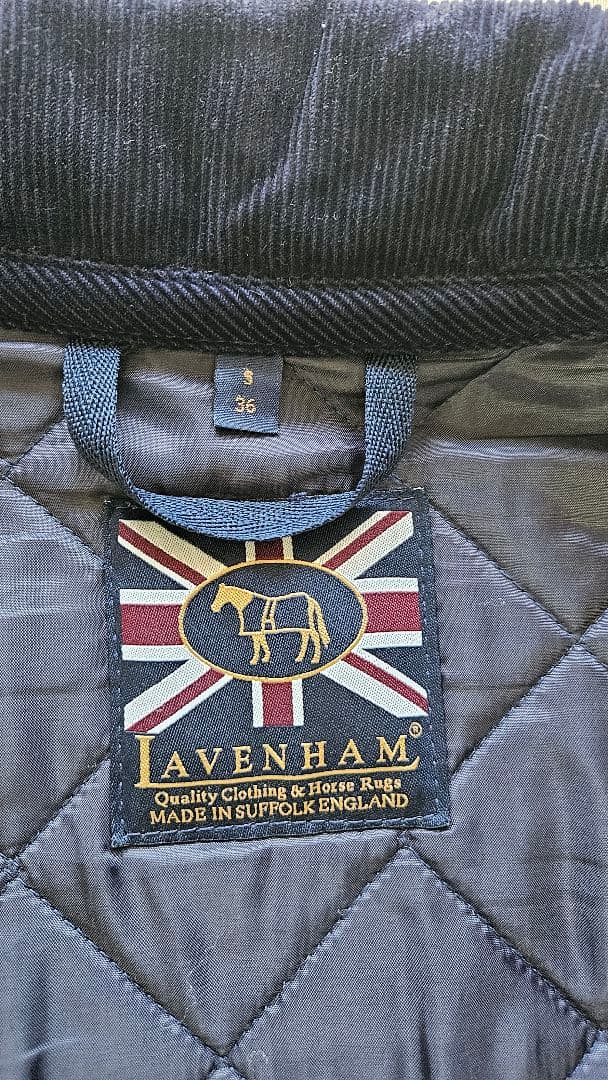 S
36
LAVENHAM®
Quality Clothing & Horse Rugs
MADE IN SUFFOLK ENGLAND